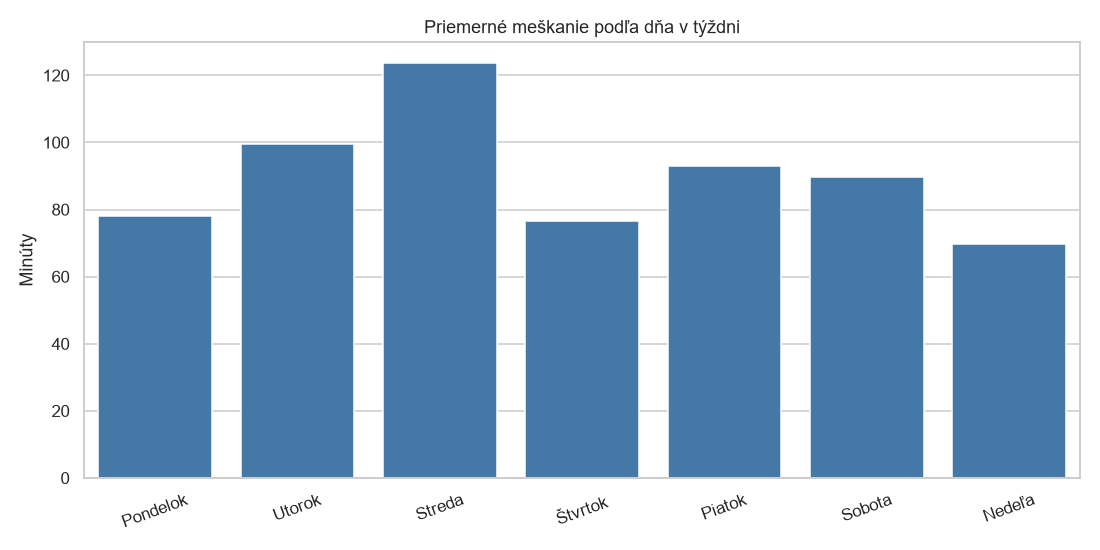 Priemerné meškanie podľa dňa v týždni
Minúty
120
100
80
60
40
20
0
Pondelok
Utorok
Streda
Štvrtok
Piatok
Sobota
Nedeľa